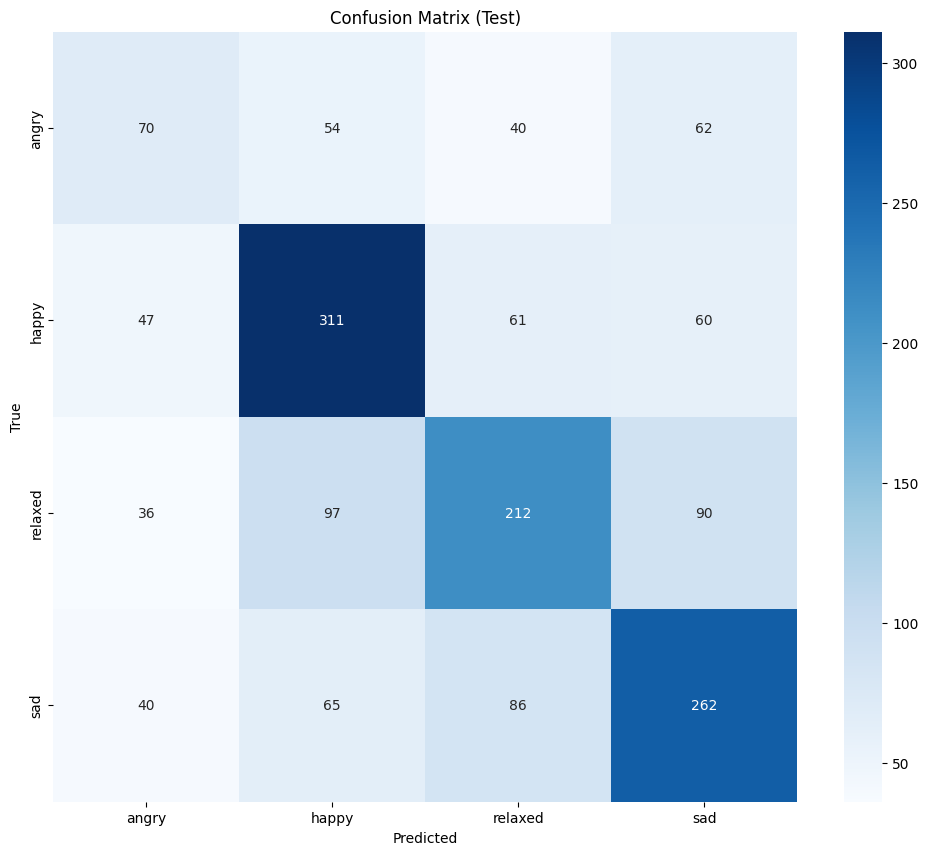 Confusion Matrix (Test)
angry 70 54 40 62
happy 47 311 61 60
relaxed 36 97 212 90
sad 40 65 86 262
True
angry happy relaxed sad
Predicted
300
250
200
150
100
50